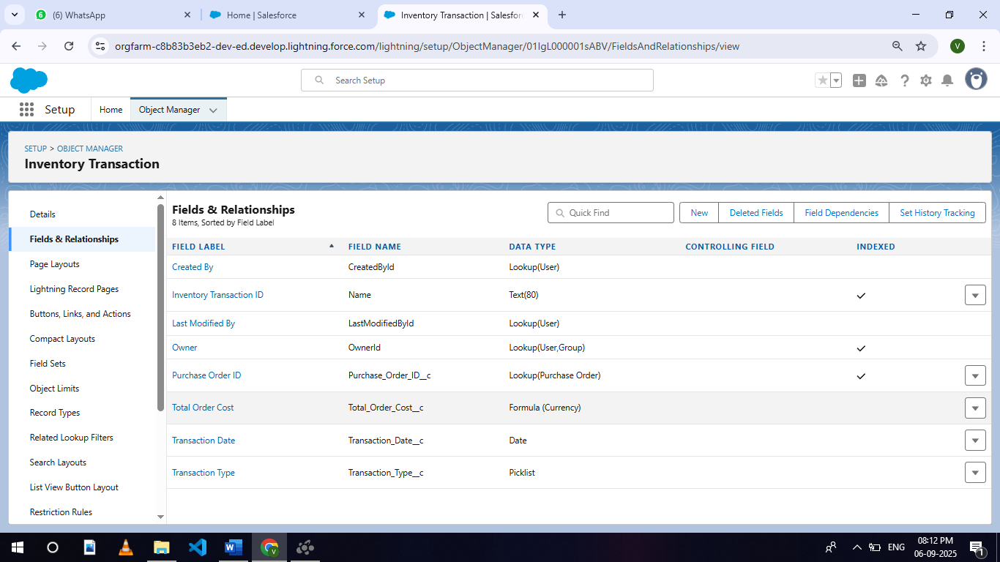 6
(6) WhatsApp
Home | Salesforce
Inventory Transaction | Salesfor
orgfarm-c8b83b3eb2-dev-ed.develop.lightning.force.com/lightning/setup/ObjectManager/01IgL000001sABV/FieldsAndRelationships/view
V
Search Setup
Setup
Home
Object Manager
SETUP > OBJECT MANAGER
Inventory Transaction
Details
Fields & Relationships
Page Layouts
Lightning Record Pages
Buttons, Links, and Actions
Compact Layouts
Field Sets
Object Limits
Record Types
Related Lookup Filters
Search Layouts
List View Button Layout
Restriction Rules
Fields & Relationships
8 Items, Sorted by Field Label
Quick Find
New
Deleted Fields
Field Dependencies
Set History Tracking
FIELD LABEL FIELD NAME DATA TYPE CONTROLLING FIELD INDEXED
Created By CreatedById Lookup(User)
Inventory Transaction ID Name Text(80)
Last Modified By LastModifiedById Lookup(User)
Owner OwnerId Lookup(User,Group)
Purchase Order ID Purchase_Order_ID__c Lookup(Purchase Order)
Total Order Cost Total_Order_Cost__c Formula (Currency)
Transaction Date Transaction_Date__c Date
Transaction Type Transaction_Type__c Picklist
W
V
ENG
08:12 PM
06-09-2025
1